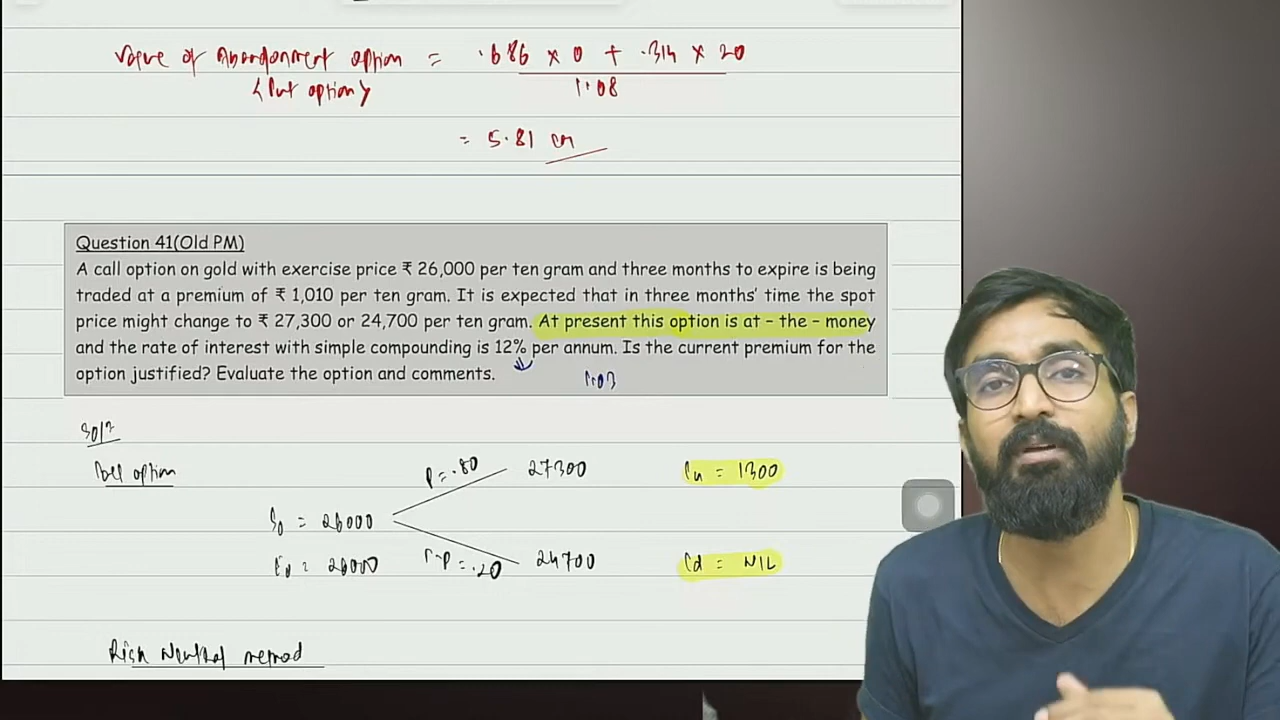 Value of Abandonment option = .686 x 0 + .314 x 20
<Put option> 1.08
= 5.81 cr
Question 41(Old PM)
A call option on gold with exercise price ₹ 26,000 per ten gram and three months to expire is being
traded at a premium of ₹ 1,010 per ten gram. It is expected that in three months' time the spot
price might change to ₹ 27,300 or 24,700 per ten gram. At present this option is at – the – money
and the rate of interest with simple compounding is 12% per annum. Is the current premium for the
option justified? Evaluate the option and comments.
1.03
Soln
Call option
P = .80 27300 Cu = 1300
S0 = 26000
1-P = .20 24700 Cd = NIL
= 26000
Risk Neutral method